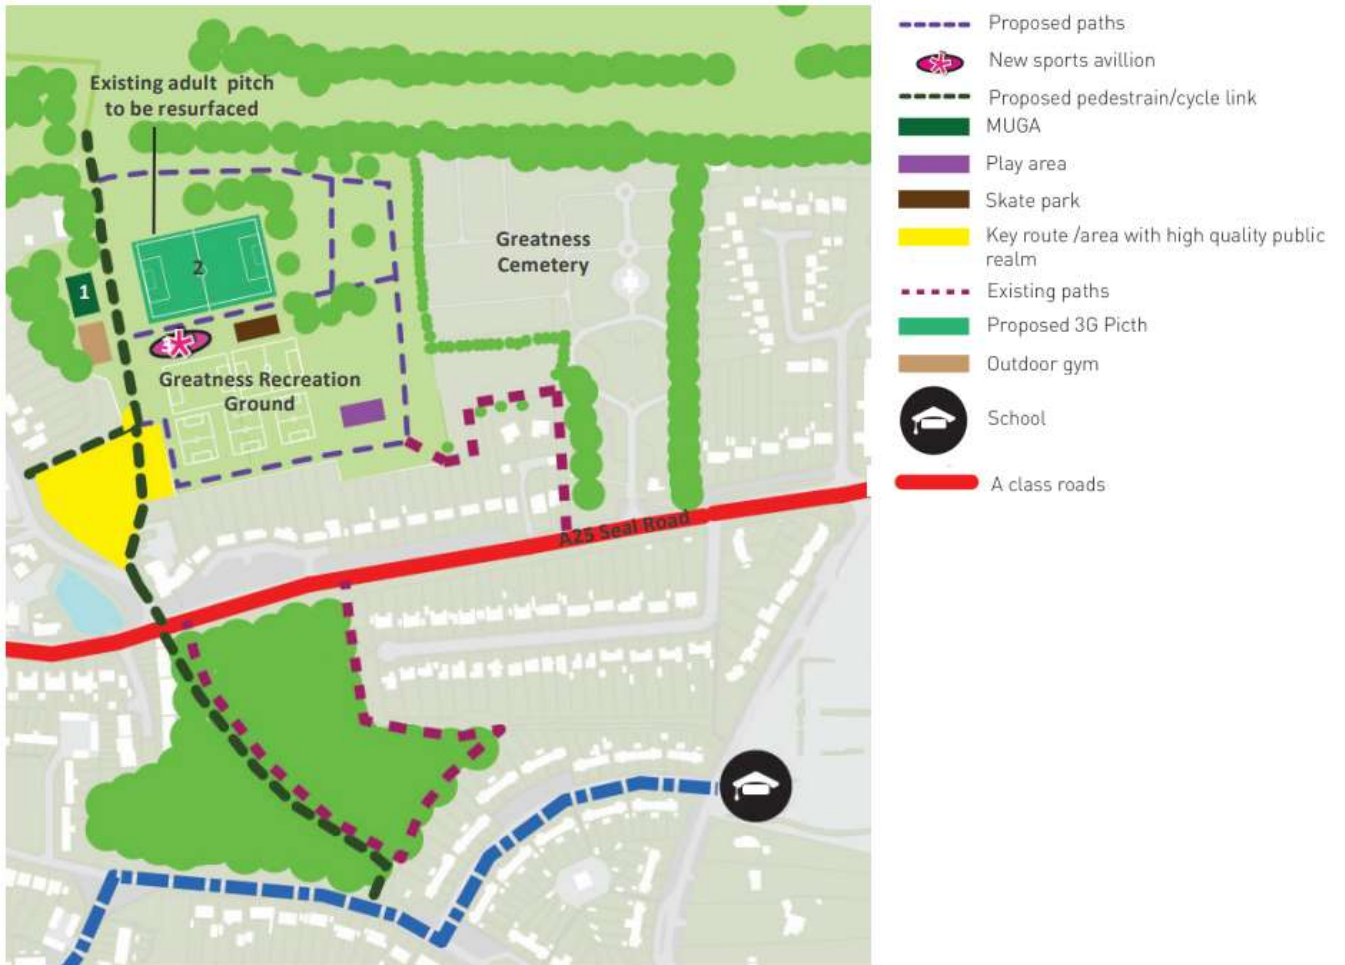 Existing adult pitch
to be resurfaced
1
2
Greatness
Cemetery
Greatness Recreation
Ground
A25 Seal Road
Proposed paths
New sports avillion
Proposed pedestrain/cycle link
MUGA
Play area
Skate park
Key route /area with high quality public
realm
Existing paths
Proposed 3G Picth
Outdoor gym
School
A class roads